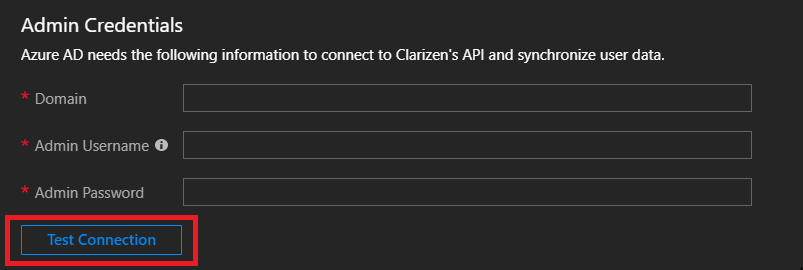 Admin Credentials
Azure AD needs the following information to connect to Clarizen's API and synchronize user data.
* Domain
* Admin Username
* Admin Password
Test Connection